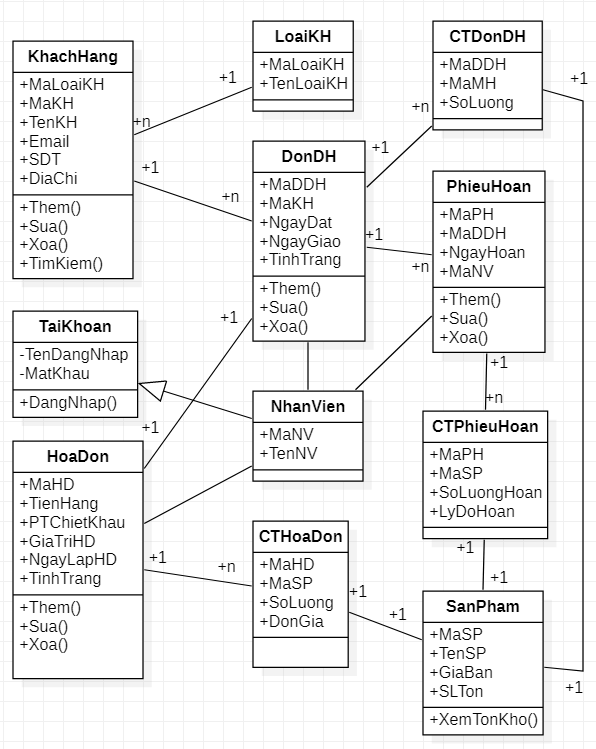 KhachHang
+MaLoaiKH
+MaKH
+TenKH
+Email
+SDT
+DiaChi
+Them()
+Sua()
+Xoa()
+TimKiem()
LoaiKH
+MaLoaiKH
+TenLoaiKH
CTDonDH
+MaDDH
+MaMH
+SoLuong
DonDH
+MaDDH
+MaKH
+NgayDat
+NgayGiao
+TinhTrang
+Them()
+Sua()
+Xoa()
PhieuHoan
+MaPH
+MaDDH
+NgayHoan
+MaNV
+Them()
+Sua()
+Xoa()
TaiKhoan
-TenDangNhap
-MatKhau
+DangNhap()
NhanVien
+MaNV
+TenNV
CTPhieuHoan
+MaPH
+MaSP
+SoLuongHoan
+LyDoHoan
HoaDon
+MaHD
+TienHang
+PTChietKhau
+GiaTriHD
+NgayLapHD
+TinhTrang
+Them()
+Sua()
+Xoa()
CTHoaDon
+MaHD
+MaSP
+SoLuong
+DonGia
SanPham
+MaSP
+TenSP
+GiaBan
+SLTon
+XemTonKho()
+1
+n
+1
+n
+1
+n
+1
+n
+1
+1
+1
+1
+1
+n
+1
+n
+1
+1
+1
+1